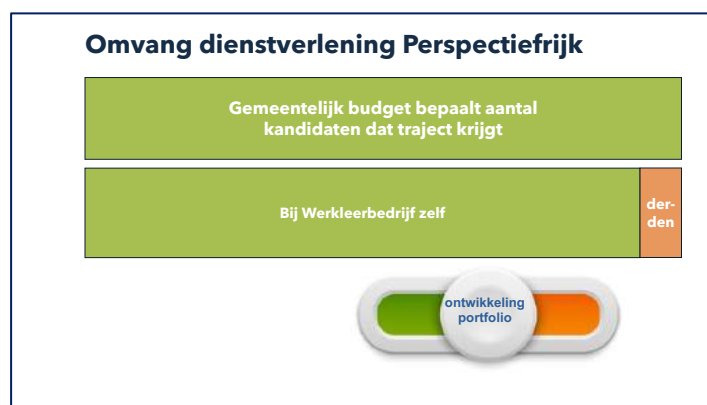 Omvang dienstverlening Perspectiefrijk
Gemeentelijk budget bepaalt aantal
kandidaten dat traject krijgt
Bij Werkleerbedrijf zelf
der-
den
ontwikkeling
portfolio